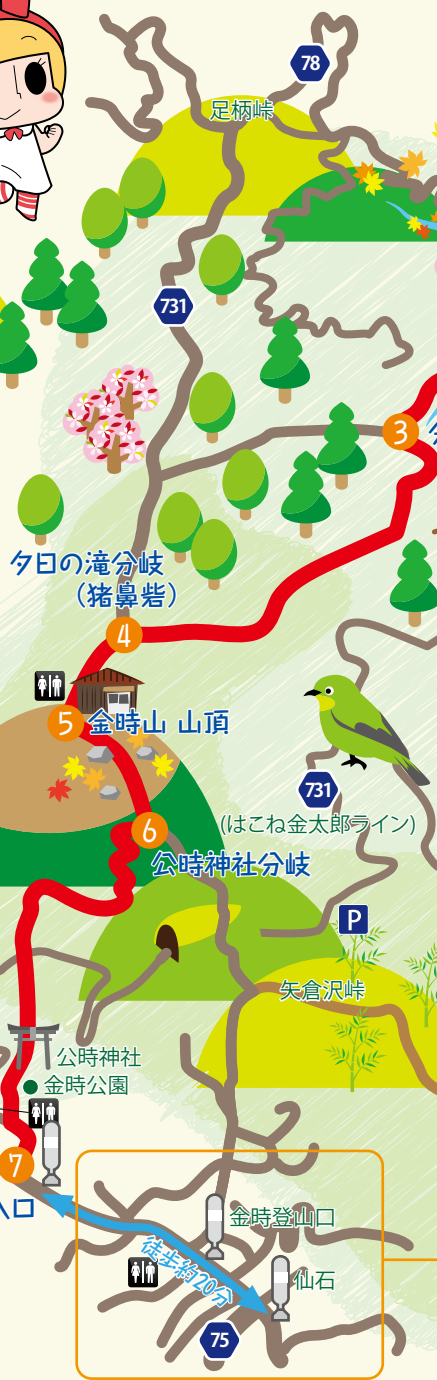 78
足柄峠
731
3
夕日の滝分岐
（猪鼻砦）
4
5
金時山 山頂
731
(はこね金太郎ライン)
6
公時神社分岐
P
矢倉沢峠
公時神社
金時公園
7
入口
金時登山口
徒歩約20分
仙石
75